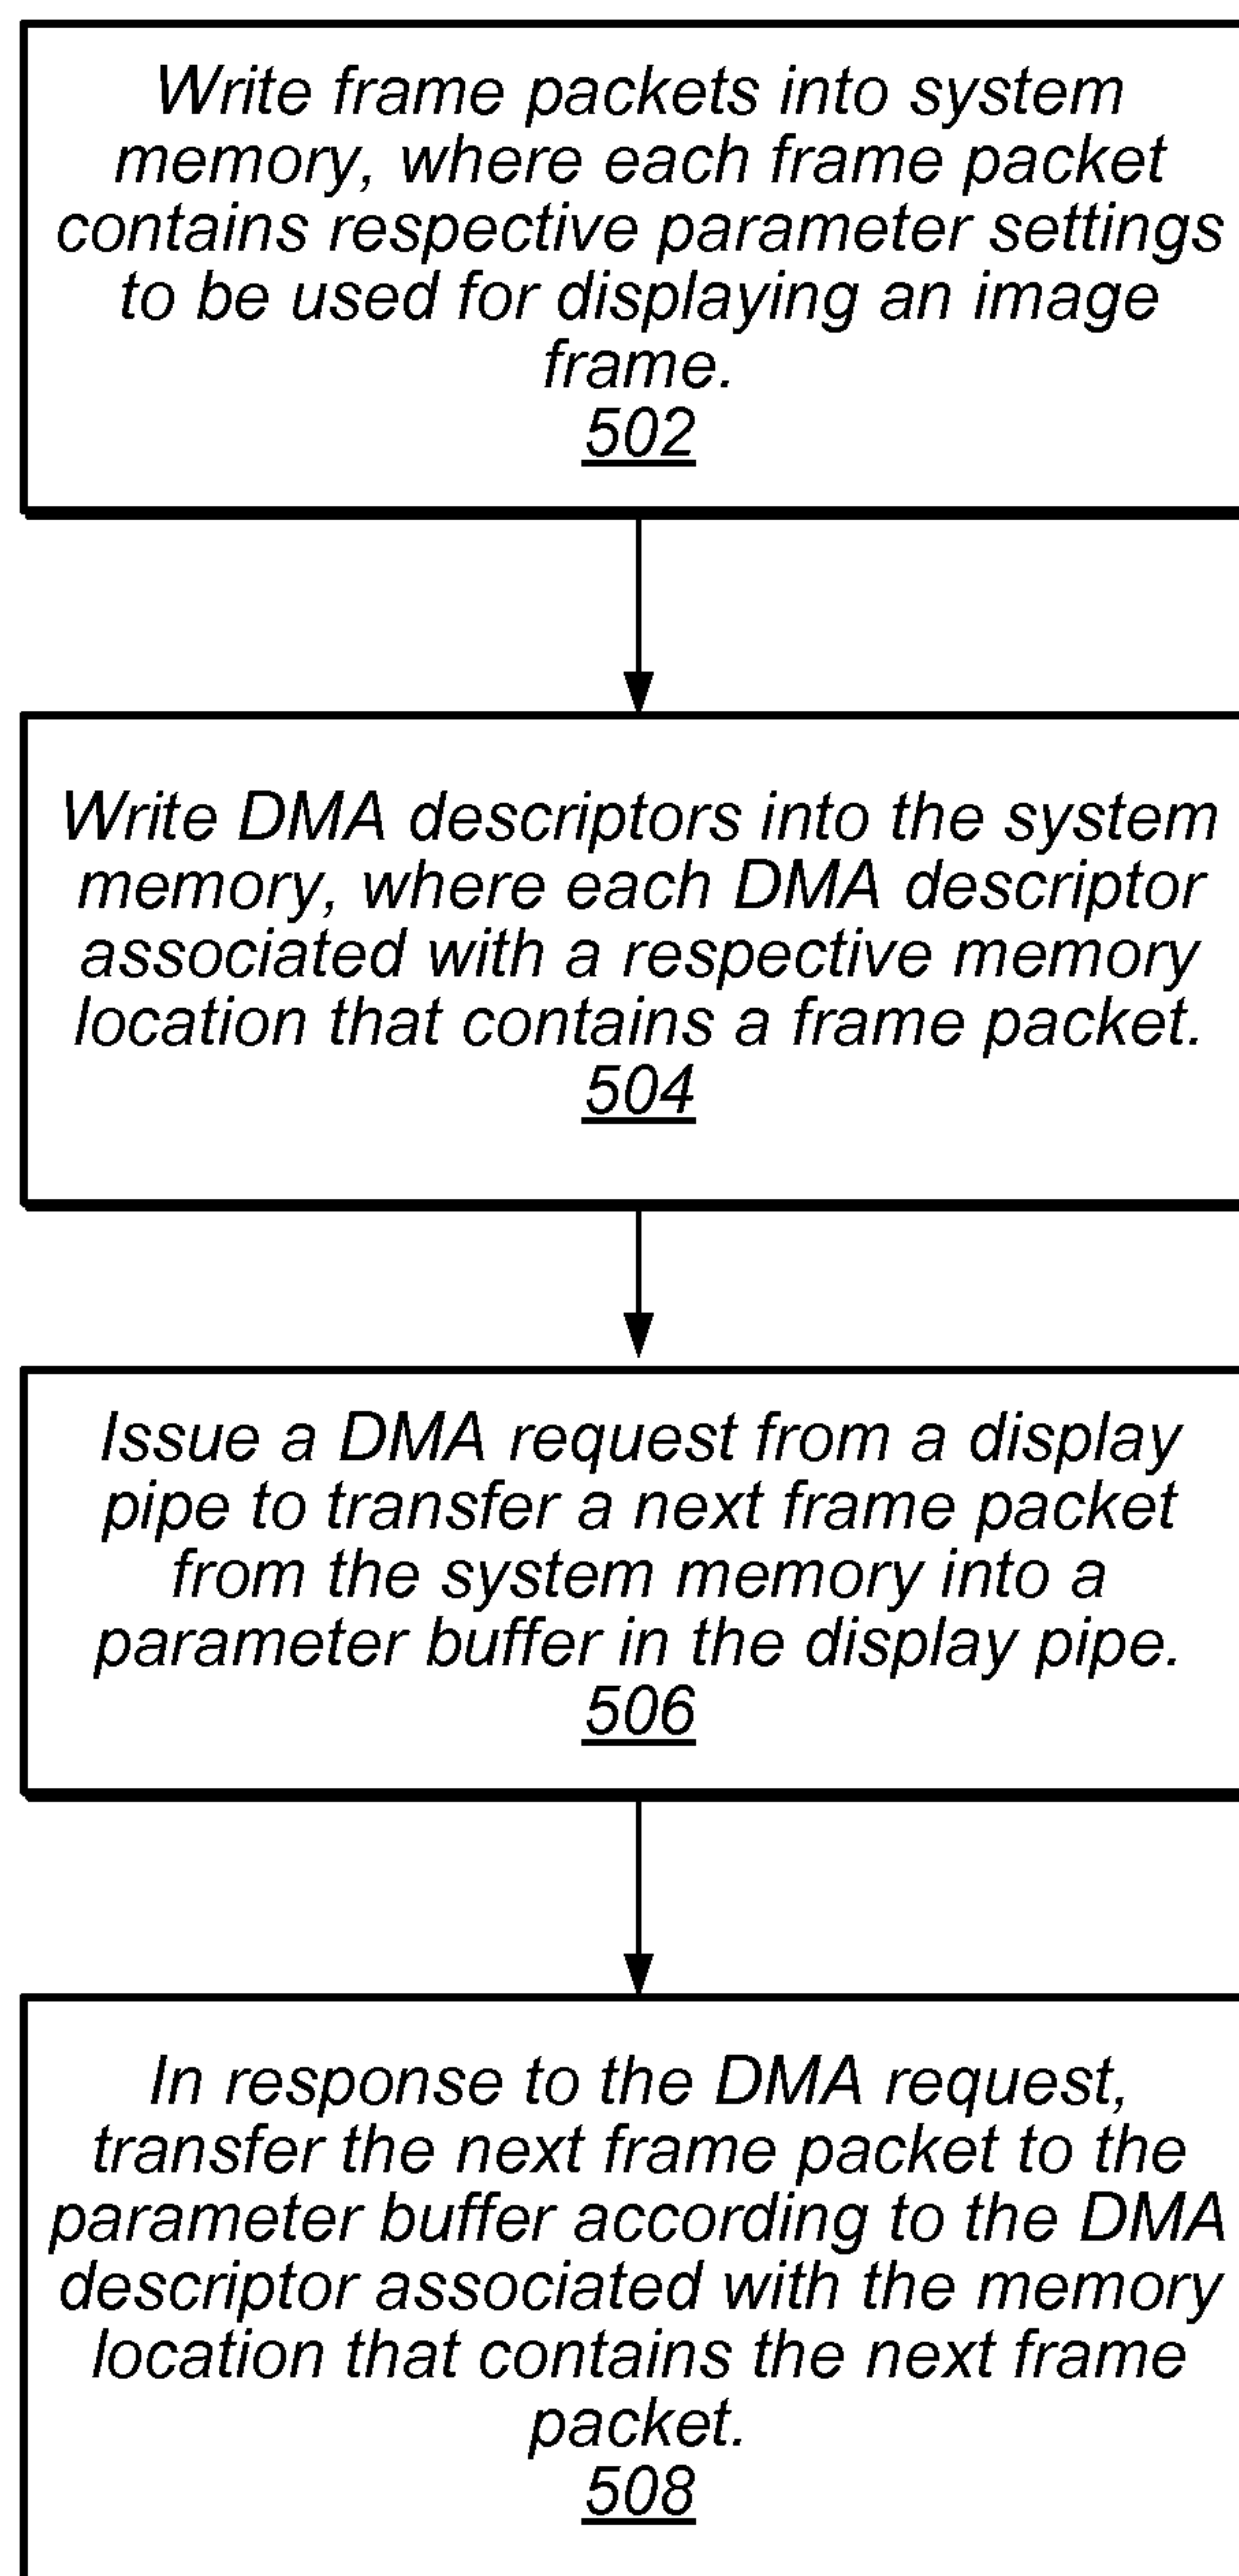 Write frame packets into system
memory, where each frame packet
contains respective parameter settings
to be used for displaying an image
frame.
502
Write DMA descriptors into the system
memory, where each DMA descriptor
associated with a respective memory
location that contains a frame packet.
504
Issue a DMA request from a display
pipe to transfer a next frame packet
from the system memory into a
parameter buffer in the display pipe.
506
In response to the DMA request,
transfer the next frame packet to the
parameter buffer according to the DMA
descriptor associated with the memory
location that contains the next frame
packet.
508